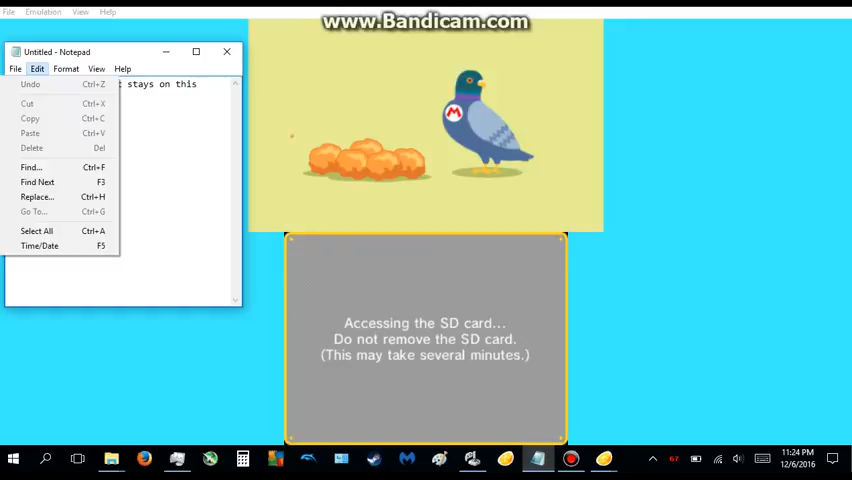 File Emulation View Help
www.Bandicam.com
Untitled - Notepad
File Edit Format View Help
t stays on this
Undo Ctrl+Z
Cut Ctrl+X
Copy Ctrl+C
Paste Ctrl+V
Delete Del
Find... Ctrl+F
Find Next F3
Replace... Ctrl+H
Go To... Ctrl+G
Select All Ctrl+A
Time/Date F5
M
Accessing the SD card...
Do not remove the SD card.
(This may take several minutes.)
67
11:24 PM
12/6/2016